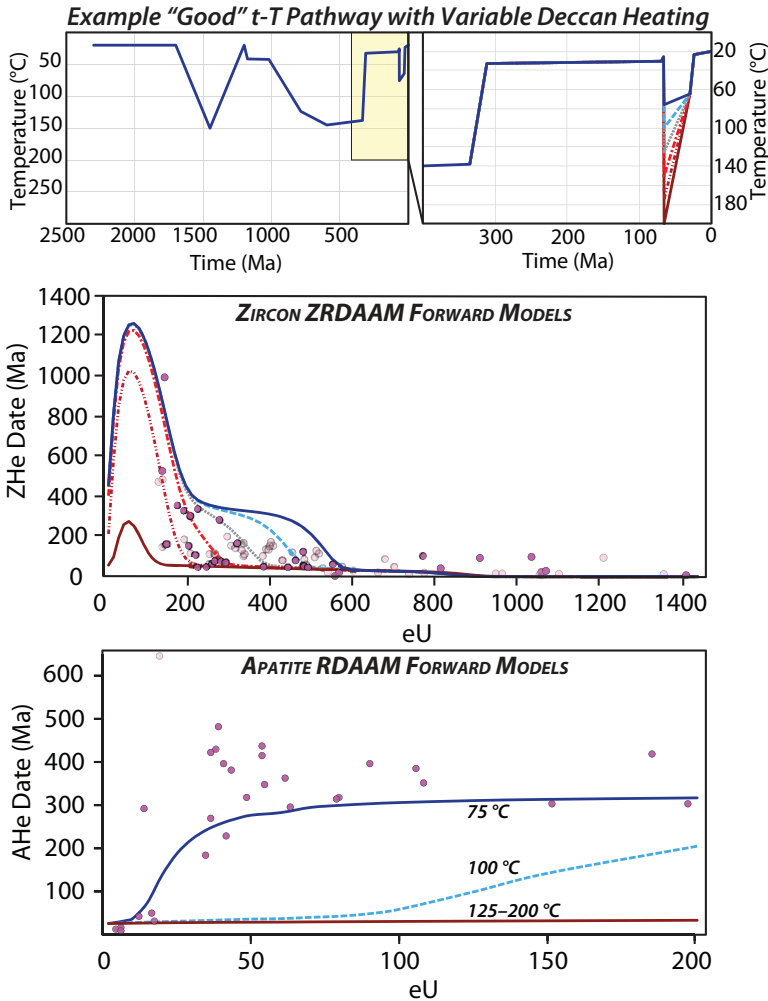 Example “Good” t-T Pathway with Variable Deccan Heating
Temperature (°C)
50
100
150
200
250
2500 2000 1500 1000 500
Time (Ma)
20
60
100
140
180
Temperature (°C)
300 200 100 0
Time (Ma)
Zircon ZRDAAM Forward Models
ZHe Date (Ma)
1400
1200
1000
800
600
400
200
0
0 200 400 600 800 1000 1200 1400
eU
Apatite RDAAM Forward Models
AHe Date (Ma)
600
500
400
300
200
100
75 °C
100 °C
125–200 °C
0 50 100 150 200
eU